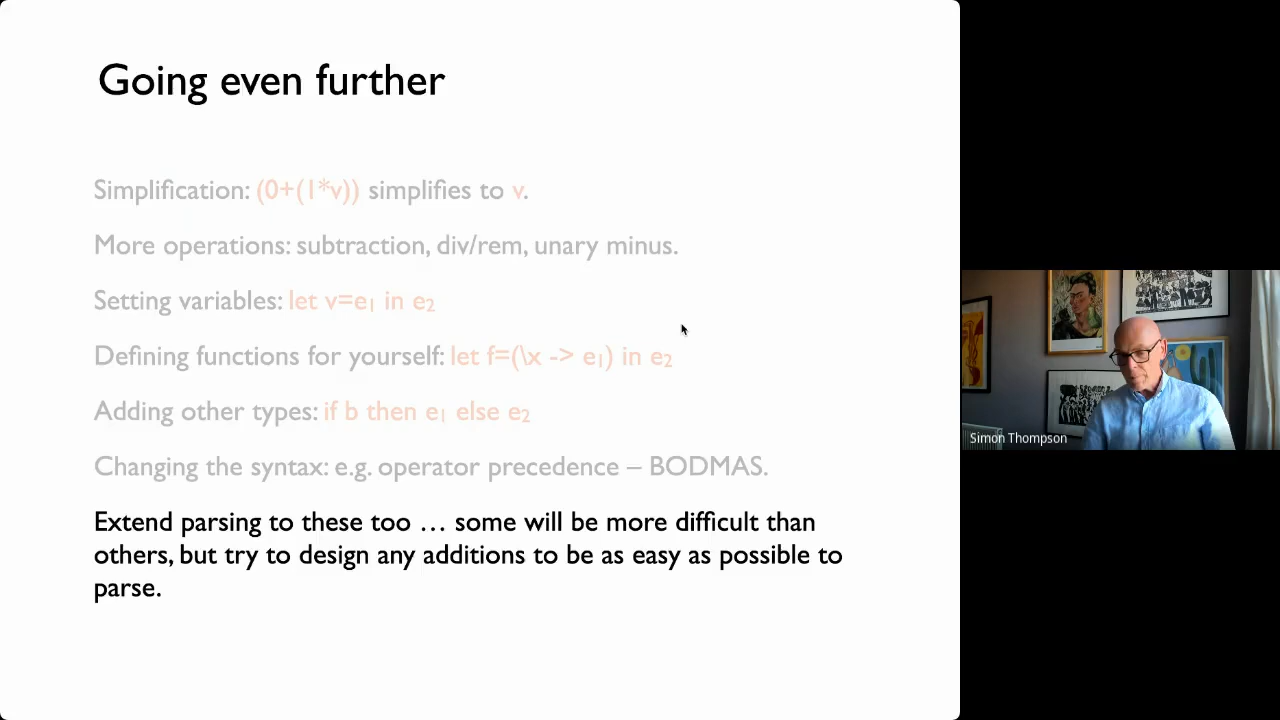 Going even further
Simplification: (0+(1*v)) simplifies to v.
More operations: subtraction, div/rem, unary minus.
Setting variables: let v=e₁ in e₂
Defining functions for yourself: let f=(\x -> e₁) in e₂
Adding other types: if b then e₁ else e₂
Changing the syntax: e.g. operator precedence – BODMAS.
Extend parsing to these too … some will be more difficult than
others, but try to design any additions to be as easy as possible to
parse.
Simon Thompson